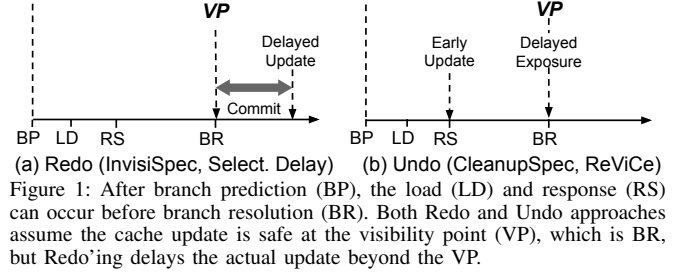 VP
VP
Delayed
Update
Early
Update
Delayed
Exposure
Commit
BP LD RS BR
BP LD RS BR
(a) Redo (InvisiSpec, Select. Delay)
(b) Undo (CleanupSpec, ReViCe)
Figure 1: After branch prediction (BP), the load (LD) and response (RS)
can occur before branch resolution (BR). Both Redo and Undo approaches
assume the cache update is safe at the visibility point (VP), which is BR,
but Redo'ing delays the actual update beyond the VP.